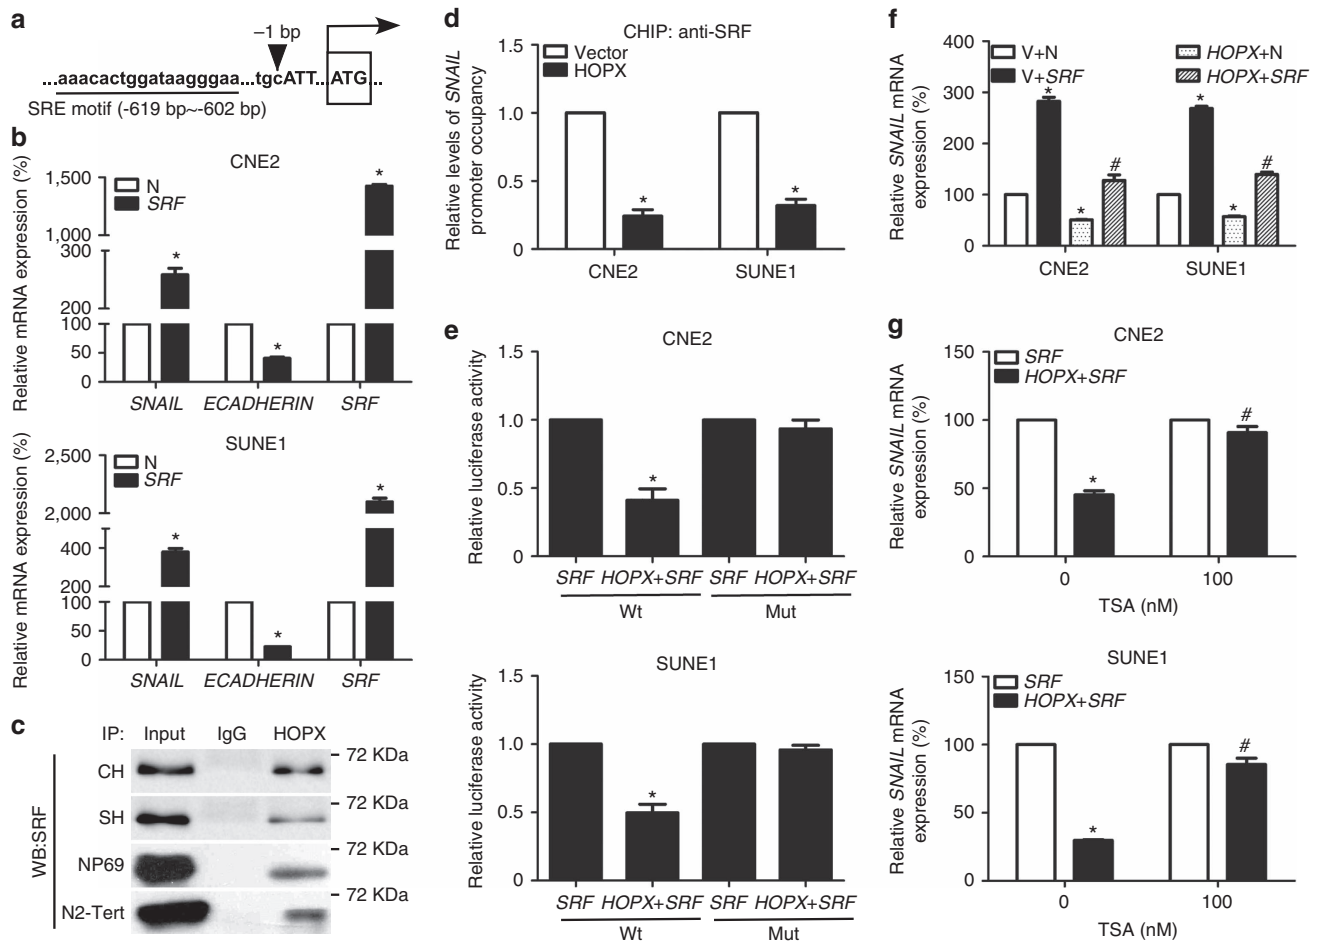 a
–1 bp
...aaacactggataagggaa...tgcATT...ATG...
SRE motif (-619 bp~-602 bp)
b
CNE2
Relative mRNA expression (%)
1,500
1,000
300
200
100
50
0
N
SRF
*
*
*
SNAIL ECADHERIN SRF
SUNE1
Relative mRNA expression (%)
2,500
2,000
400
200
100
50
0
N
SRF
*
*
*
SNAIL ECADHERIN SRF
c
IP: Input IgG HOPX
WB:SRF
CH
72 KDa
SH
72 KDa
NP69
72 KDa
N2-Tert
72 KDa
d
CHIP: anti-SRF
Relative levels of SNAIL
promoter occupancy
1.5
1.0
0.5
0
Vector
HOPX
*
*
CNE2 SUNE1
e
CNE2
Relative luciferase activity
1.5
1.0
0.5
0
*
SRF HOPX+SRF SRF HOPX+SRF
Wt Mut
SUNE1
Relative luciferase activity
1.5
1.0
0.5
0
*
SRF HOPX+SRF SRF HOPX+SRF
Wt Mut
f
Relative SNAIL mRNA
expression (%)
400
300
200
100
0
V+N HOPX+N
V+SRF HOPX+SRF
*
*
#
*
*
#
CNE2 SUNE1
g
CNE2
Relative SNAIL mRNA
expression (%)
150
100
50
0
SRF
HOPX+SRF
*
#
0 100
TSA (nM)
SUNE1
Relative SNAIL mRNA
expression (%)
150
100
50
0
SRF
HOPX+SRF
*
#
0 100
TSA (nM)